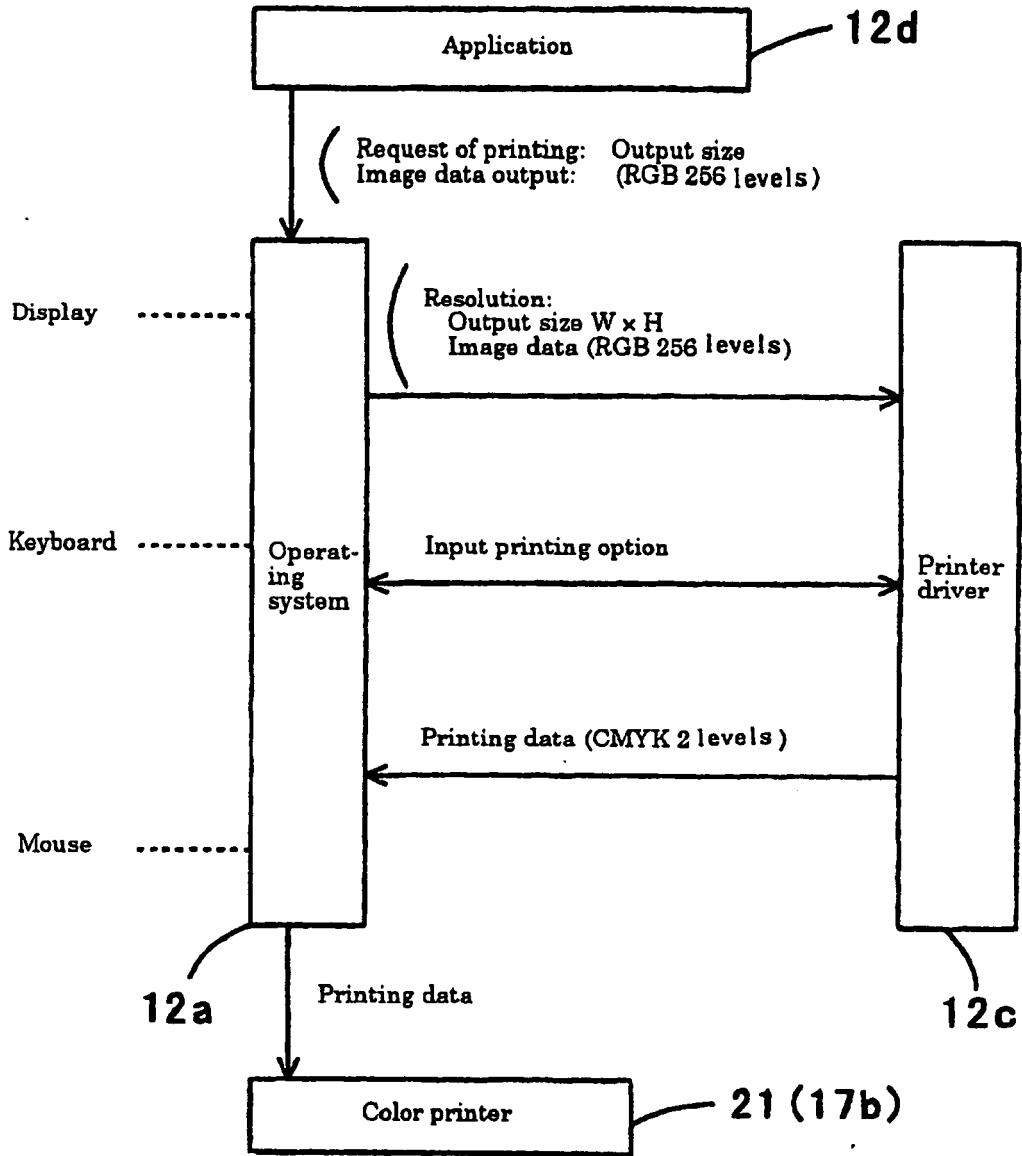 Application
12d
Request of printing: Output size
Image data output: (RGB 256 levels)
Display
Resolution:
Output size W × H
Image data (RGB 256 levels)
Keyboard
Operat-
ing
system
Input printing option
Printer
driver
Printing data (CMYK 2 levels)
Mouse
12a
Printing data
12c
Color printer
21 (17b)